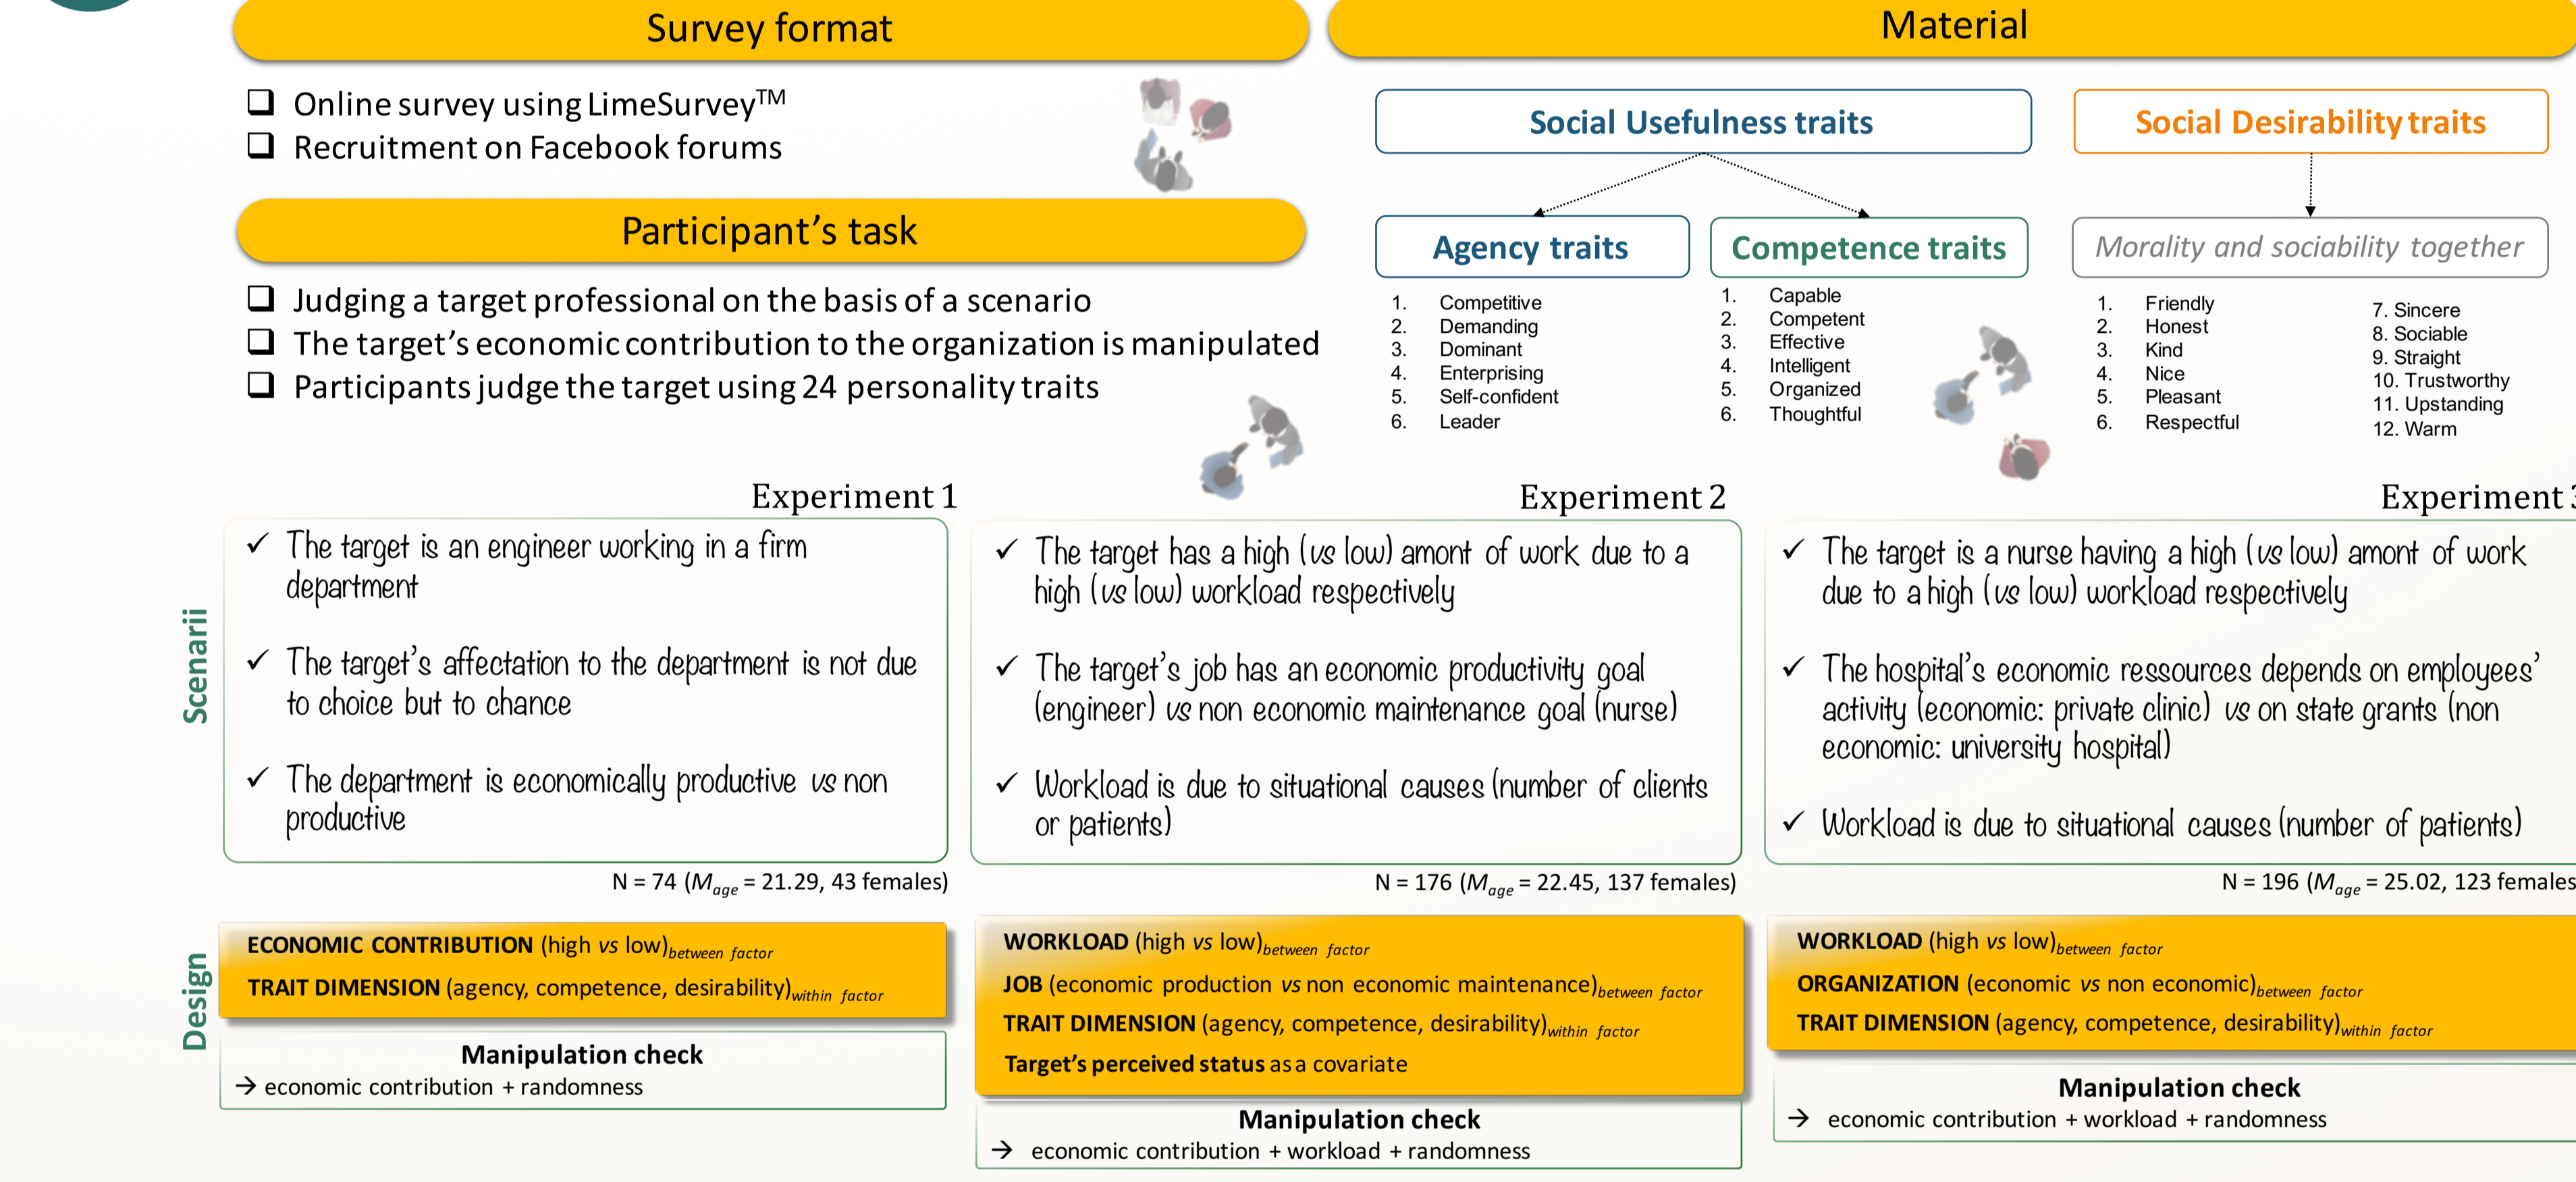 Survey format
❑ Online survey using LimeSurvey™
❑ Recruitment on Facebook forums
Participant’s task
❑ Judging a target professional on the basis of a scenario
❑ The target’s economic contribution to the organization is manipulated
❑ Participants judge the target using 24 personality traits
Material
Social Usefulness traits
Social Desirability traits
Agency traits
Competence traits
Morality and sociability together
1. Competitive
2. Demanding
3. Dominant
4. Enterprising
5. Self-confident
6. Leader
1. Capable
2. Competent
3. Effective
4. Intelligent
5. Organized
6. Thoughtful
1. Friendly
2. Honest
3. Kind
4. Nice
5. Pleasant
6. Respectful
7. Sincere
8. Sociable
9. Straight
10. Trustworthy
11. Upstanding
12. Warm
Scenarii
Experiment 1
✓ The target is an engineer working in a firm
department
✓ The target’s affectation to the department is not due
to choice but to chance
✓ The department is economically productive vs non
productive
N = 74 (Mage = 21.29, 43 females)
Experiment 2
✓ The target has a high (vs low) amont of work due to a
high (vs low) workload respectively
✓ The target’s job has an economic productivity goal
(engineer) vs non economic maintenance goal (nurse)
✓ Workload is due to situational causes (number of clients
or patients)
N = 176 (Mage = 22.45, 137 females)
Experiment 3
✓ The target is a nurse having a high (vs low) amont of work
due to a high (vs low) workload respectively
✓ The hospital’s economic ressources depends on employees’
activity (economic: private clinic) vs on state grants (non
economic: university hospital)
✓ Workload is due to situational causes (number of patients)
N = 196 (Mage = 25.02, 123 females
Design
ECONOMIC CONTRIBUTION (high vs low)between factor
TRAIT DIMENSION (agency, competence, desirability)within factor
Manipulation check
→ economic contribution + randomness
WORKLOAD (high vs low)between factor
JOB (economic production vs non economic maintenance)between factor
TRAIT DIMENSION (agency, competence, desirability)within factor
Target’s perceived status as a covariate
Manipulation check
→ economic contribution + workload + randomness
WORKLOAD (high vs low)between factor
ORGANIZATION (economic vs non economic)between factor
TRAIT DIMENSION (agency, competence, desirability)within factor
Manipulation check
→ economic contribution + workload + randomness